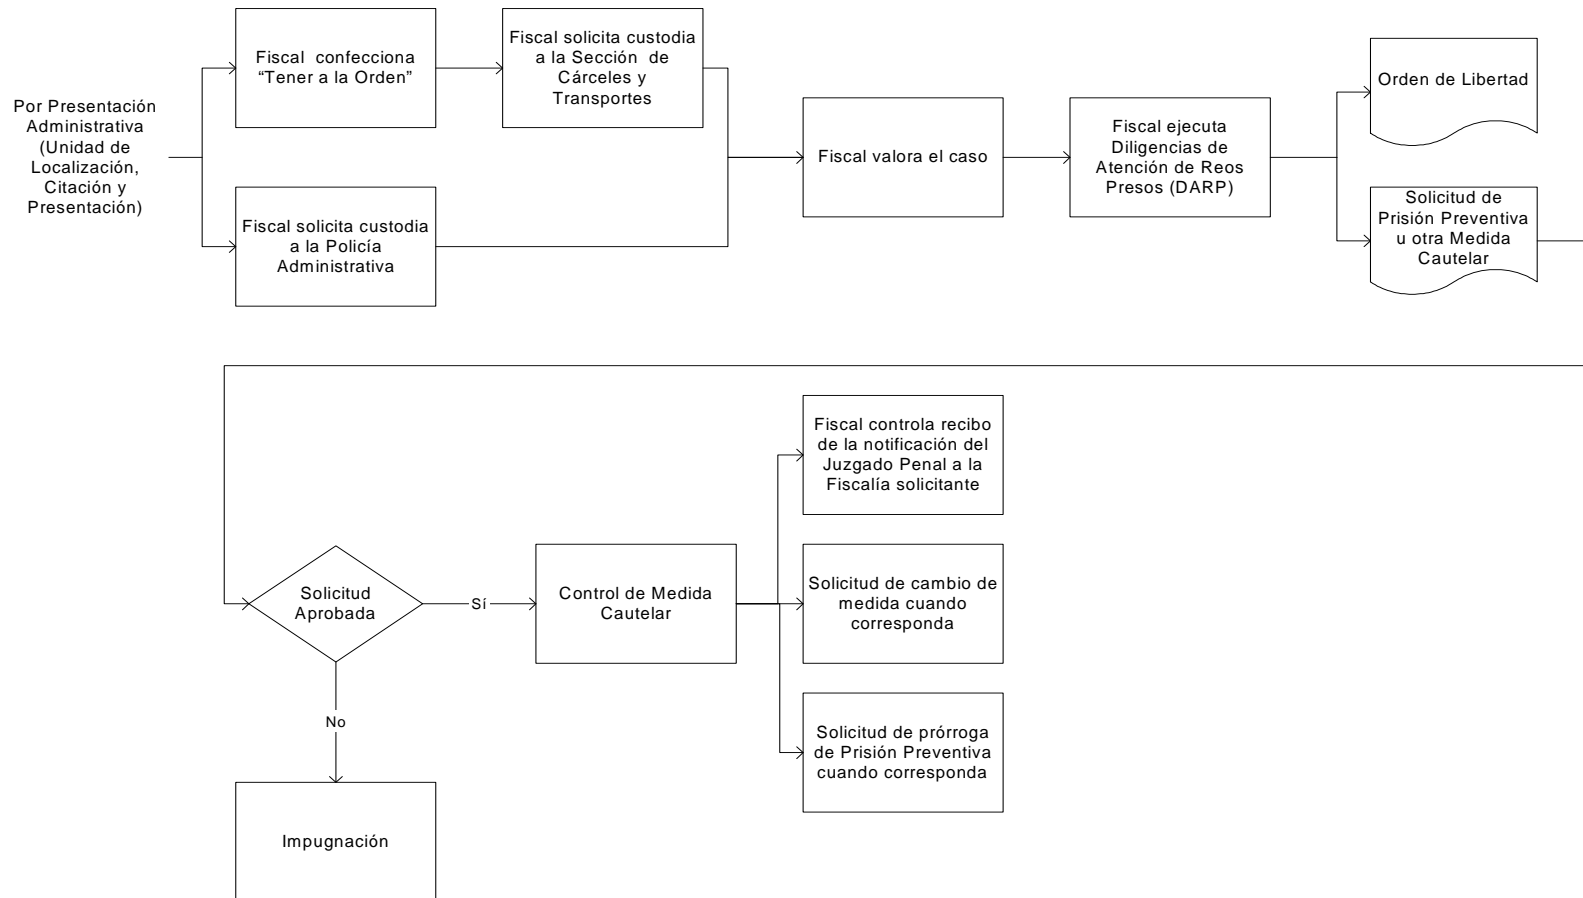 Por Presentación
Administrativa
(Unidad de
Localización,
Citación y
Presentación)
Fiscal confecciona
“Tener a la Orden”
Fiscal solicita custodia
a la Sección de
Cárceles y
Transportes
Fiscal solicita custodia
a la Policía
Administrativa
Fiscal valora el caso
Fiscal ejecuta
Diligencias de
Atención de Reos
Presos (DARP)
Orden de Libertad
Solicitud de
Prisión Preventiva
u otra Medida
Cautelar
Solicitud
Aprobada
Sí
No
Impugnación
Control de Medida
Cautelar
Fiscal controla recibo
de la notificación del
Juzgado Penal a la
Fiscalía solicitante
Solicitud de cambio de
medida cuando
corresponda
Solicitud de prórroga
de Prisión Preventiva
cuando corresponda